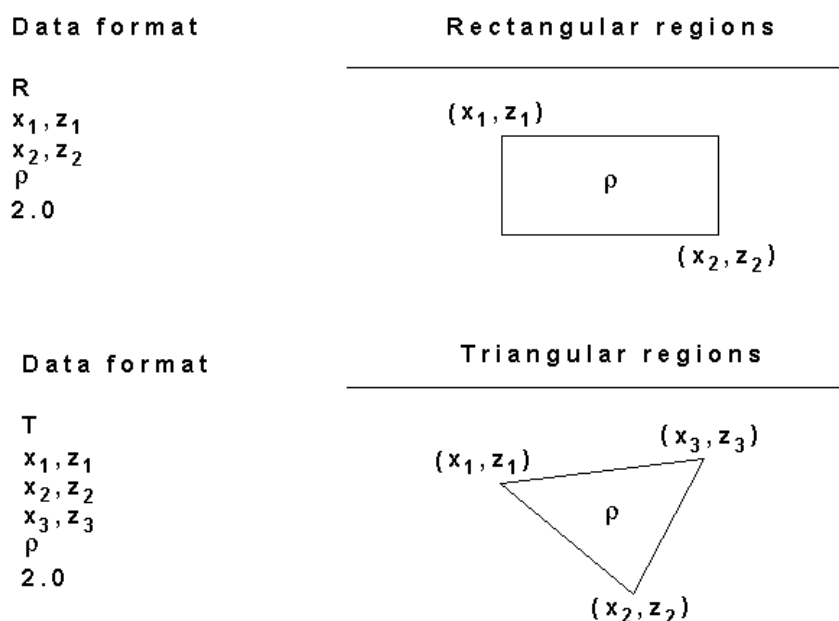 Data format
Rectangular regions
R
x₁, z₁
x₂, z₂
ρ
2.0
(x₁, z₁)
ρ
(x₂, z₂)
Data format
Triangular regions
T
x₁, z₁
x₂, z₂
x₃, z₃
ρ
2.0
(x₃, z₃)
(x₁, z₁)
ρ
(x₂, z₂)